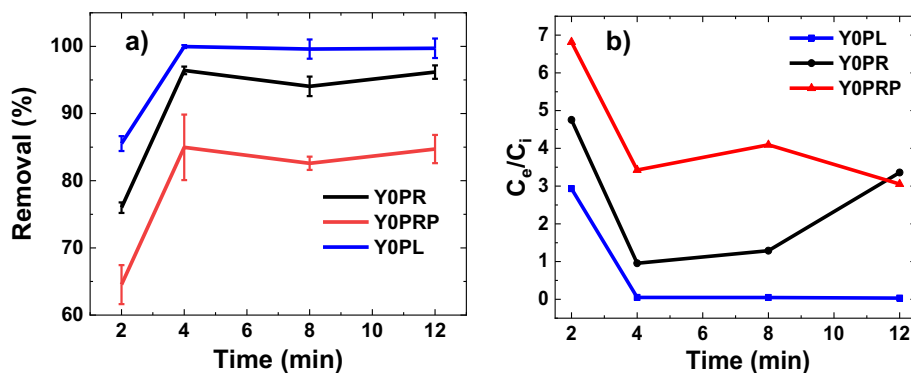 a)
100
90
80
70
60
Removal (%)
Y0PR
Y0PRP
Y0PL
2 4 6 8 10 12
Time (min)
b)
7
6
5
4
3
2
1
0
Ce/Ci
Y0PL
Y0PR
Y0PRP
2 4 6 8 10 12
Time (min)